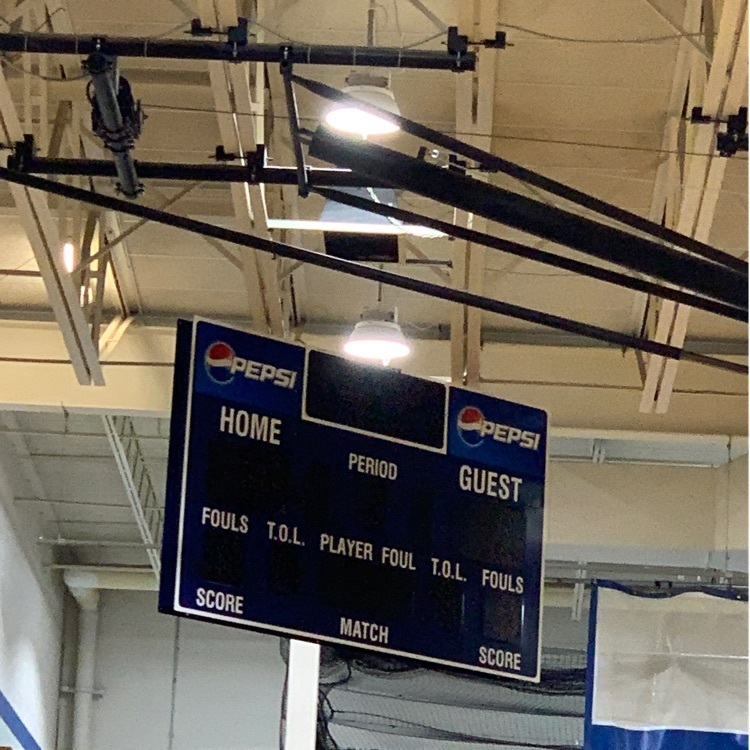 PEPSI
PEPSI
HOME
PERIOD
GUEST
FOULS T.O.L. PLAYER FOUL T.O.L. FOULS
SCORE
MATCH
SCORE